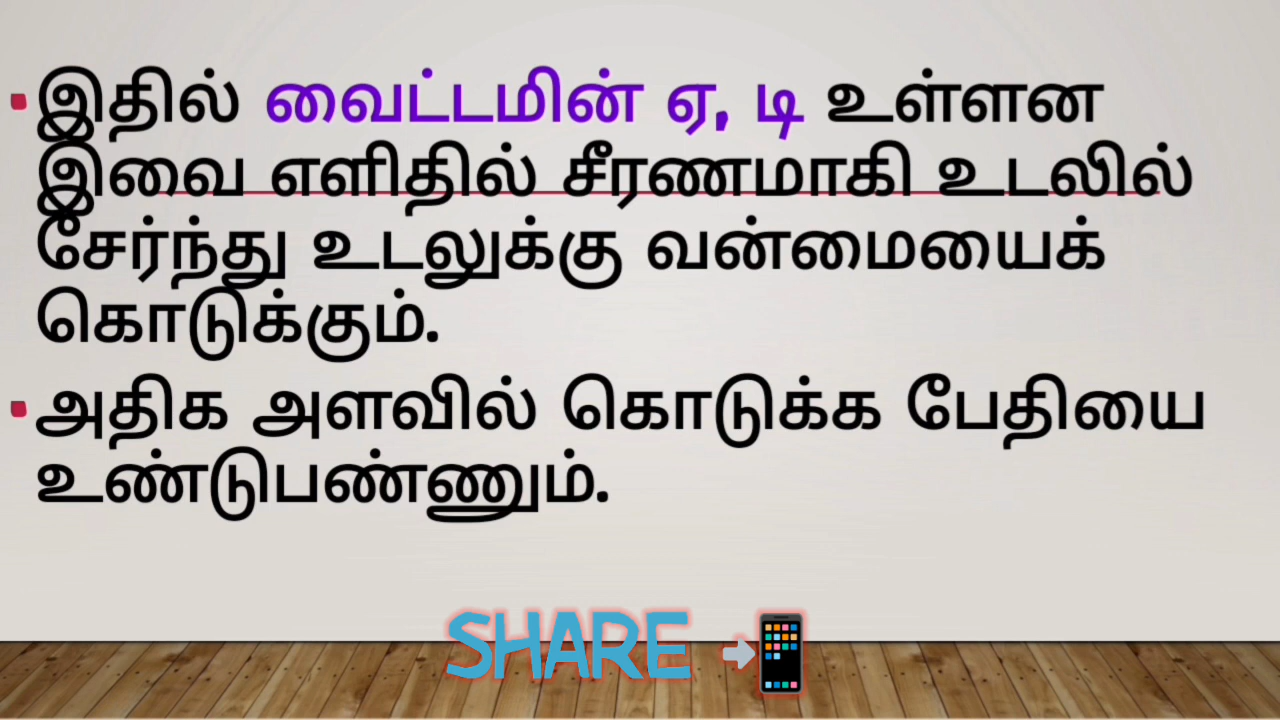 இதில் வைட்டமின் ஏ, டி உள்ளன
இவை எளிதில் சீரணமாகி உடலில்
சேர்ந்து உடலுக்கு வன்மையைக்
கொடுக்கும்.
அதிக அளவில் கொடுக்க பேதியை
உண்டுபண்ணும்.
SHARE